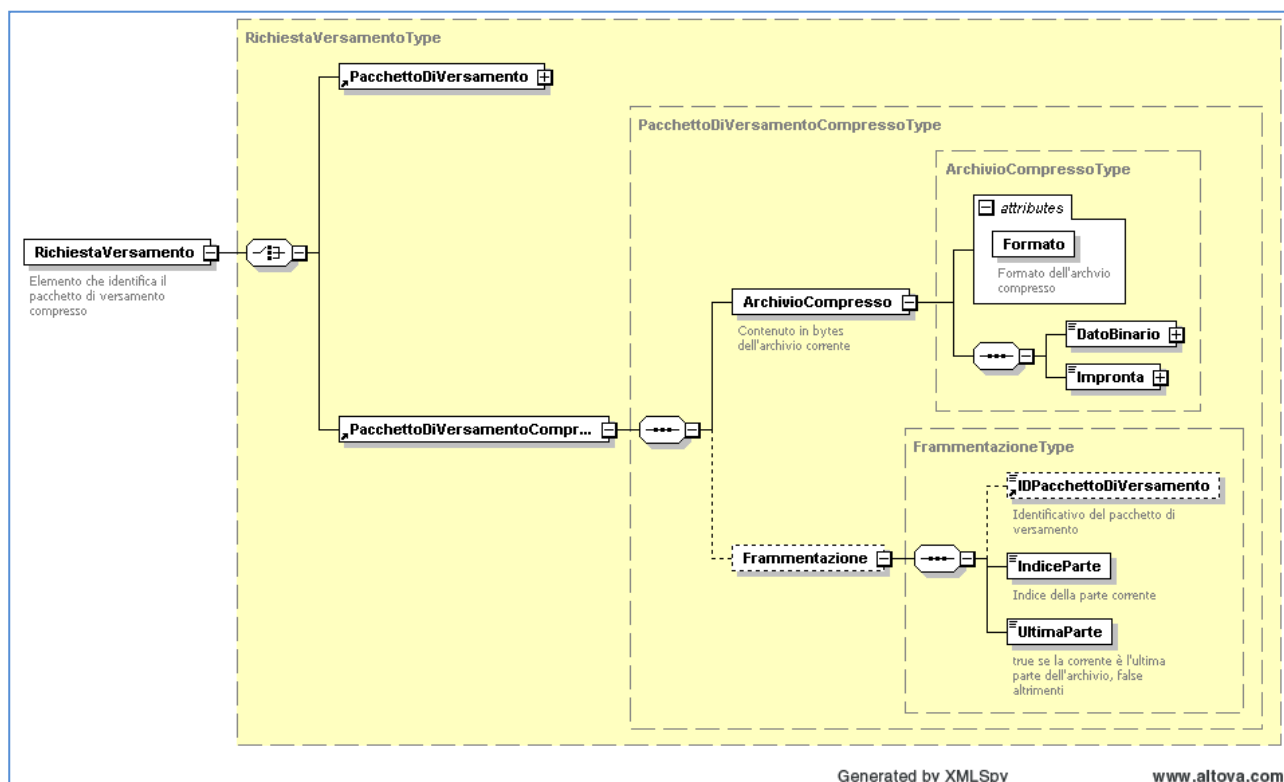 RichiestaVersamentoType
PacchettoDiVersamento
PacchettoDiVersamentoCompressoType
ArchivioCompressoType
attributes
Formato
Formato dell'archvio
compresso
RichiestaVersamento
Elemento che identifica il
pacchetto di versamento
compresso
ArchivioCompresso
Contenuto in bytes
dell'archivio corrente
DatoBinario
Impronta
PacchettoDiVersamentoCompr...
FrammentazioneType
IDPacchettoDiVersamento
Identificativo del pacchetto di
versamento
Frammentazione
IndiceParte
Indice della parte corrente
UltimaParte
true se la corrente è l'ultima
parte dell'archivio, false
altrimenti
Generated by XMLSpy
www.altova.com